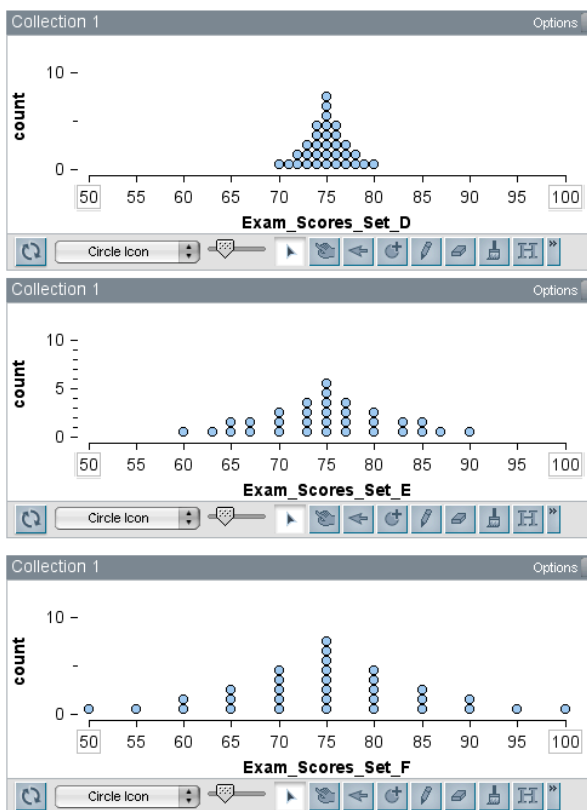 Collection 1 Options
10
count
0
50 55 60 65 70 75 80 85 90 95 100
Exam_Scores_Set_D
Circle Icon »
Collection 1 Options
10
5
count
0
50 55 60 65 70 75 80 85 90 95 100
Exam_Scores_Set_E
Circle Icon »
Collection 1 Options
10
count
0
50 55 60 65 70 75 80 85 90 95 100
Exam_Scores_Set_F
Circle Icon »